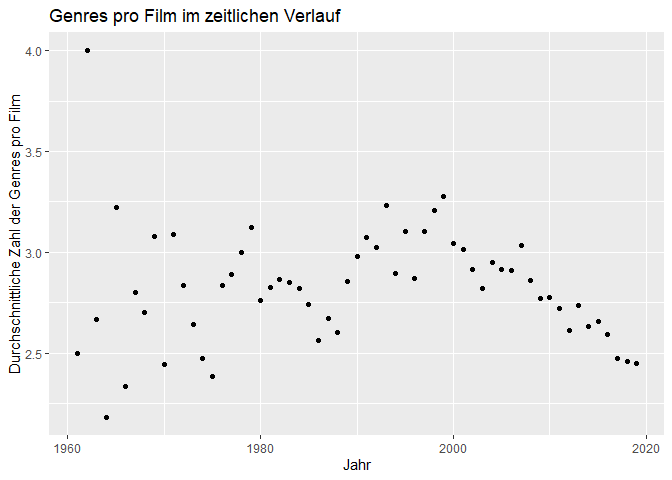 Genres pro Film im zeitlichen Verlauf
Durchschnittliche Zahl der Genres pro Film
4.0
3.5
3.0
2.5
1960
1980
2000
2020
Jahr